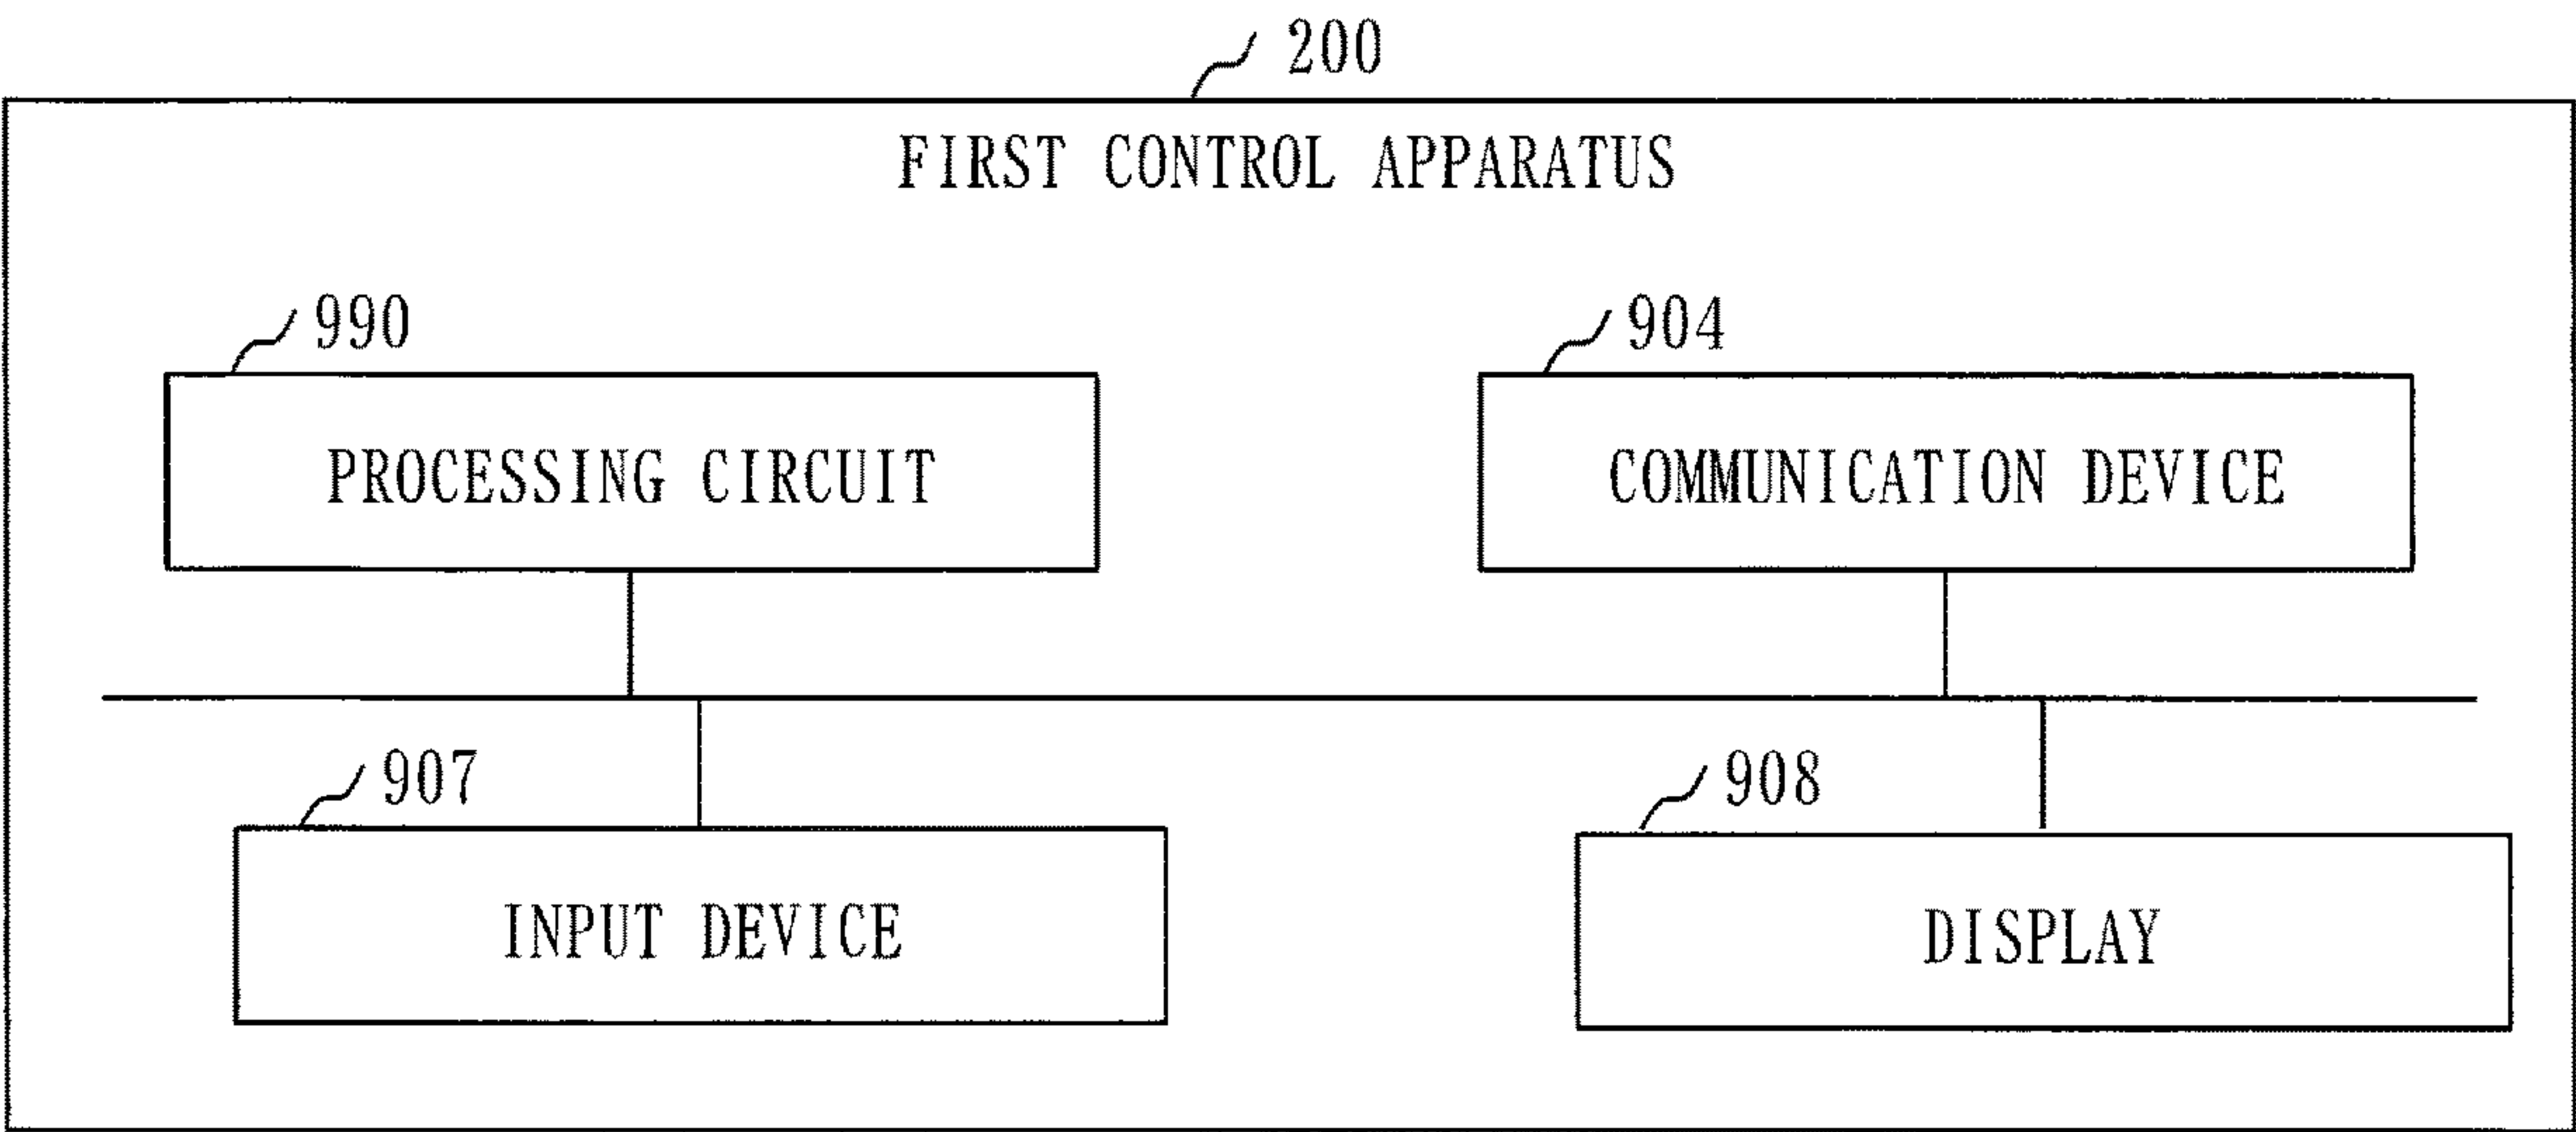 200
FIRST CONTROL APPARATUS
990
904
PROCESSING CIRCUIT
COMMUNICATION DEVICE
907
908
INPUT DEVICE
DISPLAY